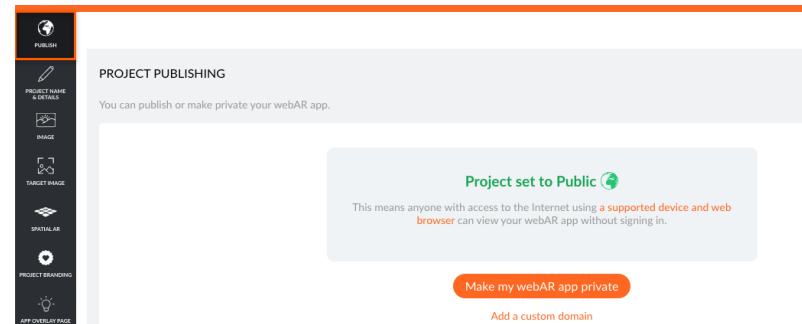 PUBLISH
PROJECT NAME
& DETAILS
IMAGE
TARGET IMAGE
SPATIAL AR
PROJECT BRANDING
APP OVERLAY PAGE
PROJECT PUBLISHING
You can publish or make private your webAR app.
Project set to Public
This means anyone with access to the Internet using a supported device and web
browser can view your webAR app without signing in.
Make my webAR app private
Add a custom domain